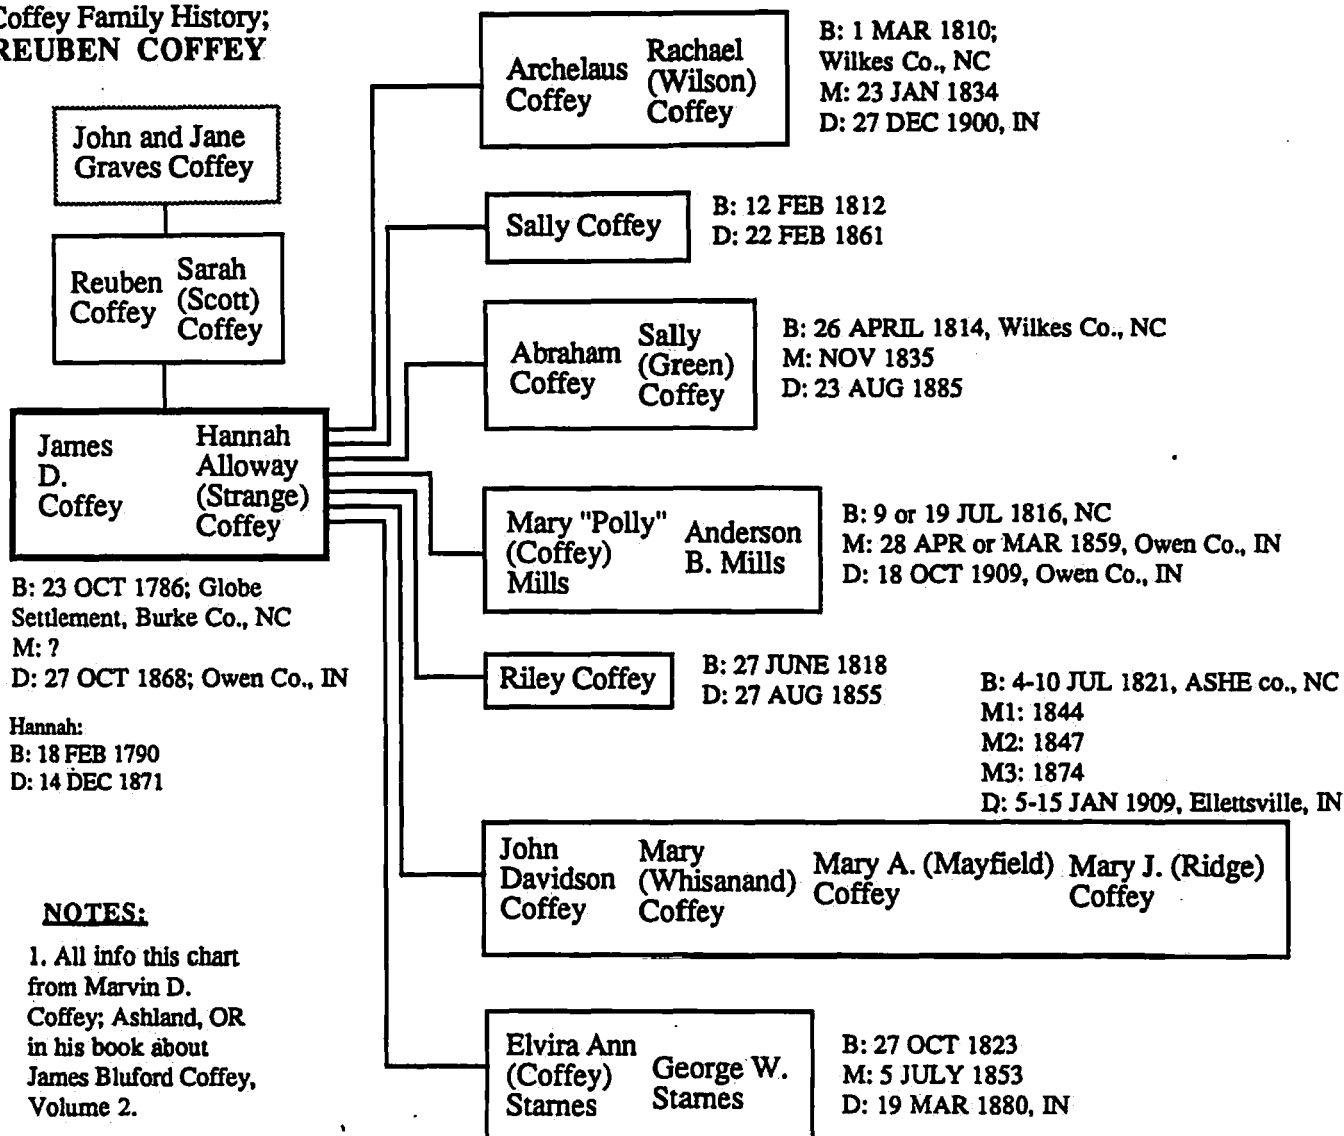 Coffey Family History;
REUBEN COFFEY
John and Jane
Graves Coffey
Reuben
Coffey
Sarah
(Scott)
Coffey
James
D.
Coffey
Hannah
Alloway
(Strange)
Coffey
B: 23 OCT 1786; Globe
Settlement, Burke Co., NC
M: ?
D: 27 OCT 1868; Owen Co., IN
Hannah:
B: 18 FEB 1790
D: 14 DEC 1871
NOTES:
1. All info this chart
from Marvin D.
Coffey; Ashland, OR
in his book about
James Bluford Coffey,
Volume 2.
Archelaus
Coffey
Rachael
(Wilson)
Coffey
B: 1 MAR 1810;
Wilkes Co., NC
M: 23 JAN 1834
D: 27 DEC 1900, IN
Sally Coffey
B: 12 FEB 1812
D: 22 FEB 1861
Abraham
Coffey
Sally
(Green)
Coffey
B: 26 APRIL 1814, Wilkes Co., NC
M: NOV 1835
D: 23 AUG 1885
Mary "Polly"
(Coffey)
Mills
Anderson
B. Mills
B: 9 or 19 JUL 1816, NC
M: 28 APR or MAR 1859, Owen Co., IN
D: 18 OCT 1909, Owen Co., IN
Riley Coffey
B: 27 JUNE 1818
D: 27 AUG 1855
B: 4-10 JUL 1821, ASHE co., NC
M1: 1844
M2: 1847
M3: 1874
D: 5-15 JAN 1909, Ellettsville, IN
John
Davidson
Coffey
Mary
(Whisanand)
Coffey
Mary A. (Mayfield)
Coffey
Mary J. (Ridge)
Coffey
Elvira Ann
(Coffey)
Starnes
George W.
Starnes
B: 27 OCT 1823
M: 5 JULY 1853
D: 19 MAR 1880, IN